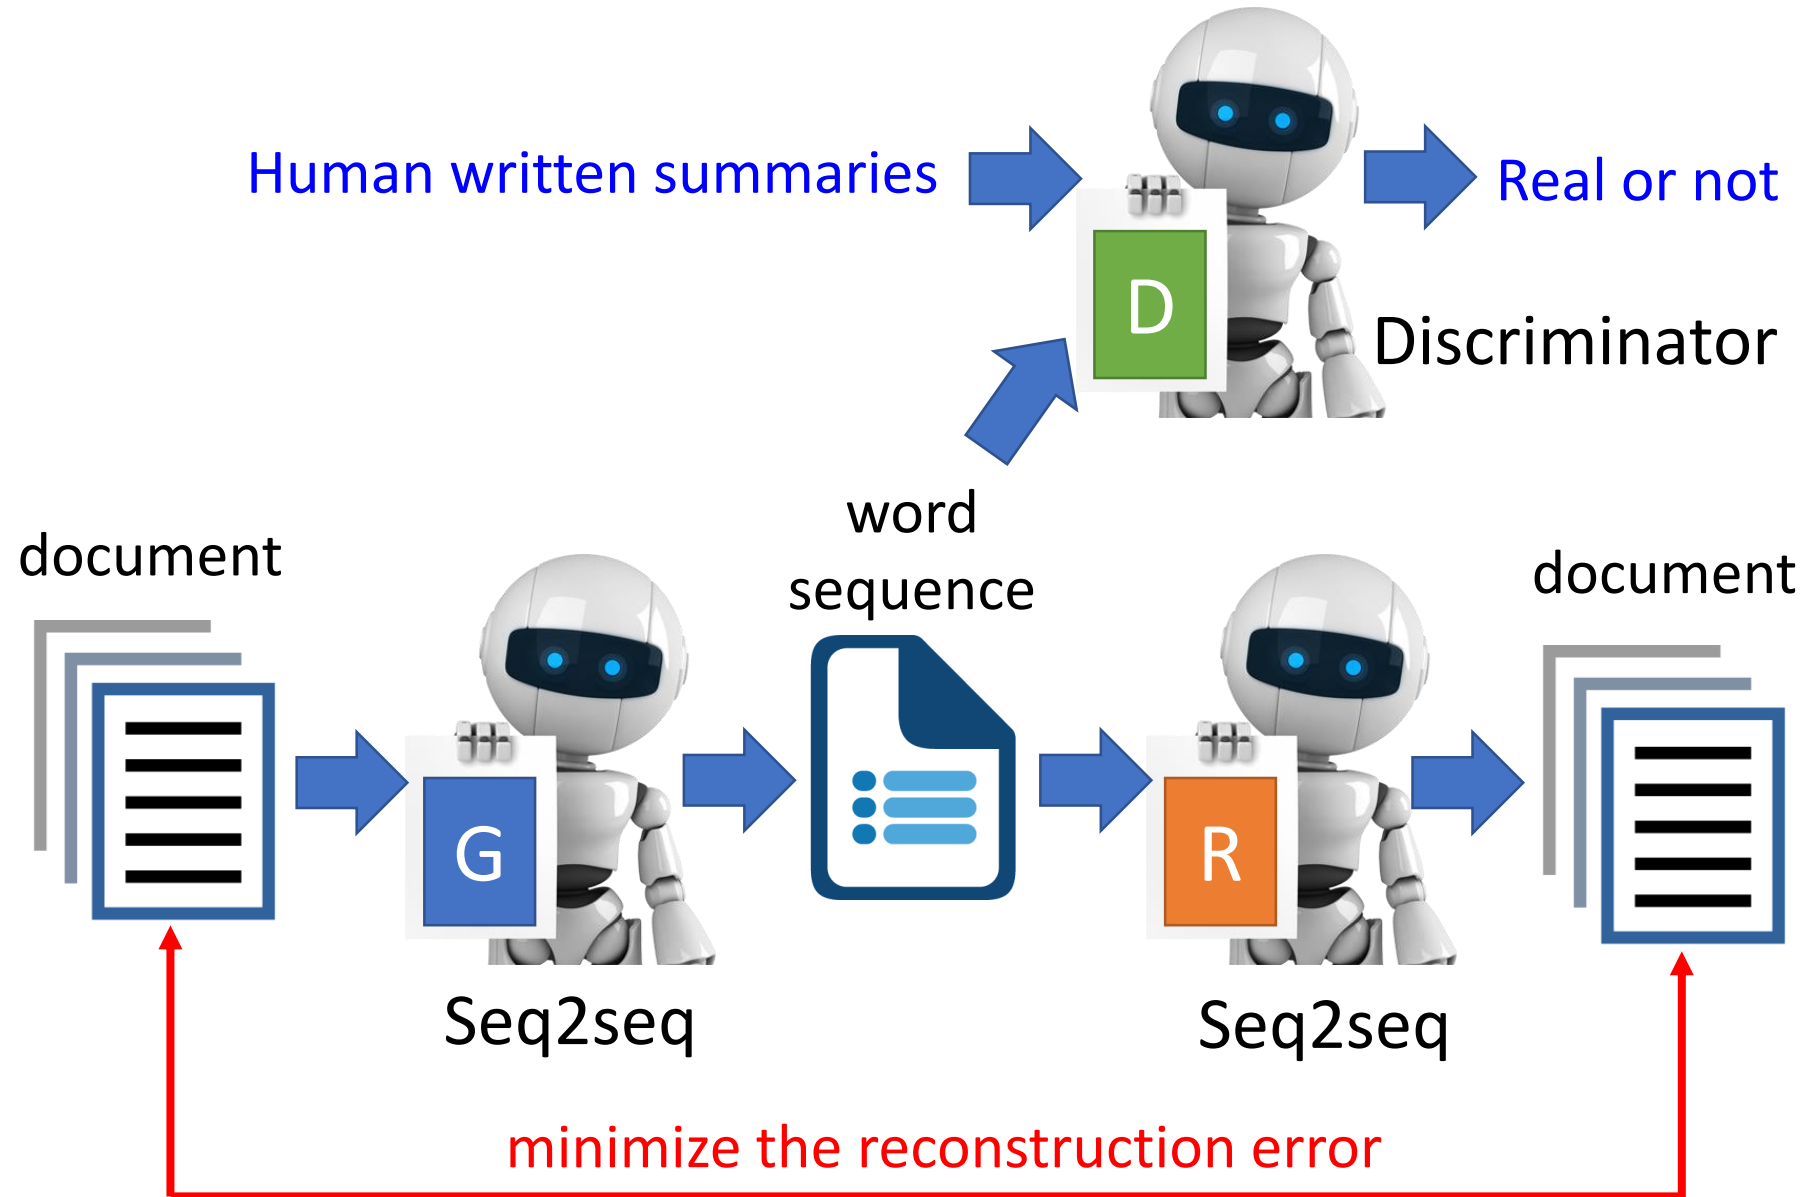 Human written summaries
Real or not
D
Discriminator
word
sequence
document
document
G
R
Seq2seq
Seq2seq
minimize the reconstruction error